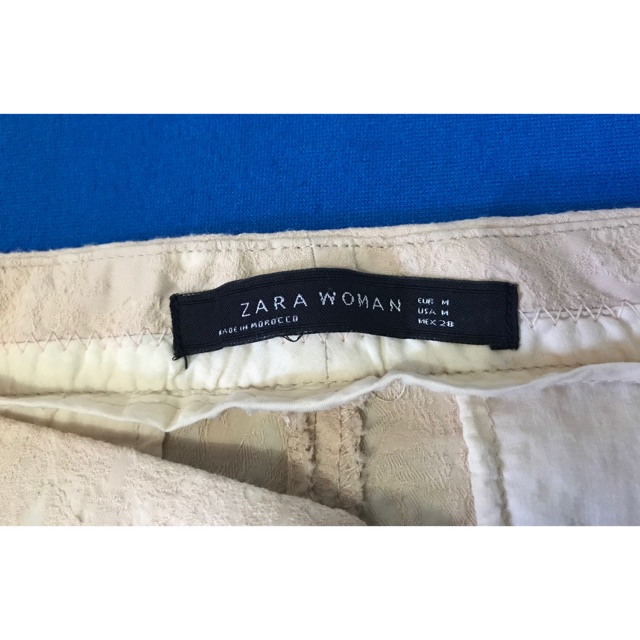 ZARA WOMAN
MADE IN MOROCCO
EUR M
USA M
MEX 28